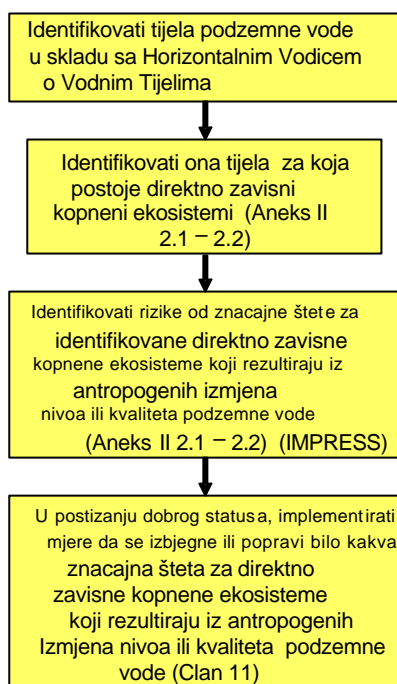 Identifikovati tijela podzemne vode
u skladu sa Horizontalnim Vodicem
o Vodnim Tijelima
Identifikovati ona tijela za koja
postoje direktno zavisni
kopneni ekosistemi (Aneks II
2.1 – 2.2)
Identifikovati rizike od znacajne štete za
identifikovane direktno zavisne
kopnene ekosisteme koji rezultiraju iz
antropogenih izmjena
nivoa ili kvaliteta podzemne vode
(Aneks II 2.1 – 2.2) (IMPRESS)
U postizanju dobrog statusa, implementirati
mjere da se izbjegne ili popravi bilo kakva
znacajna šteta za direktno
zavisne kopnene ekosisteme
koji rezultiraju iz antropogenih
Izmjena nivoa ili kvaliteta podzemne
vode (Clan 11)